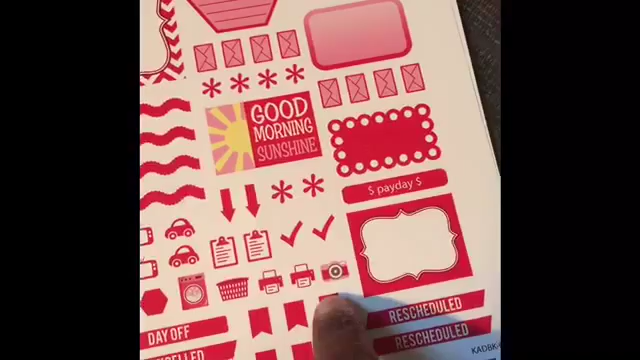 GOOD
MORNING
SUNSHINE
$ payday $
RESCHEDULED
DAY OFF
RESCHEDULED